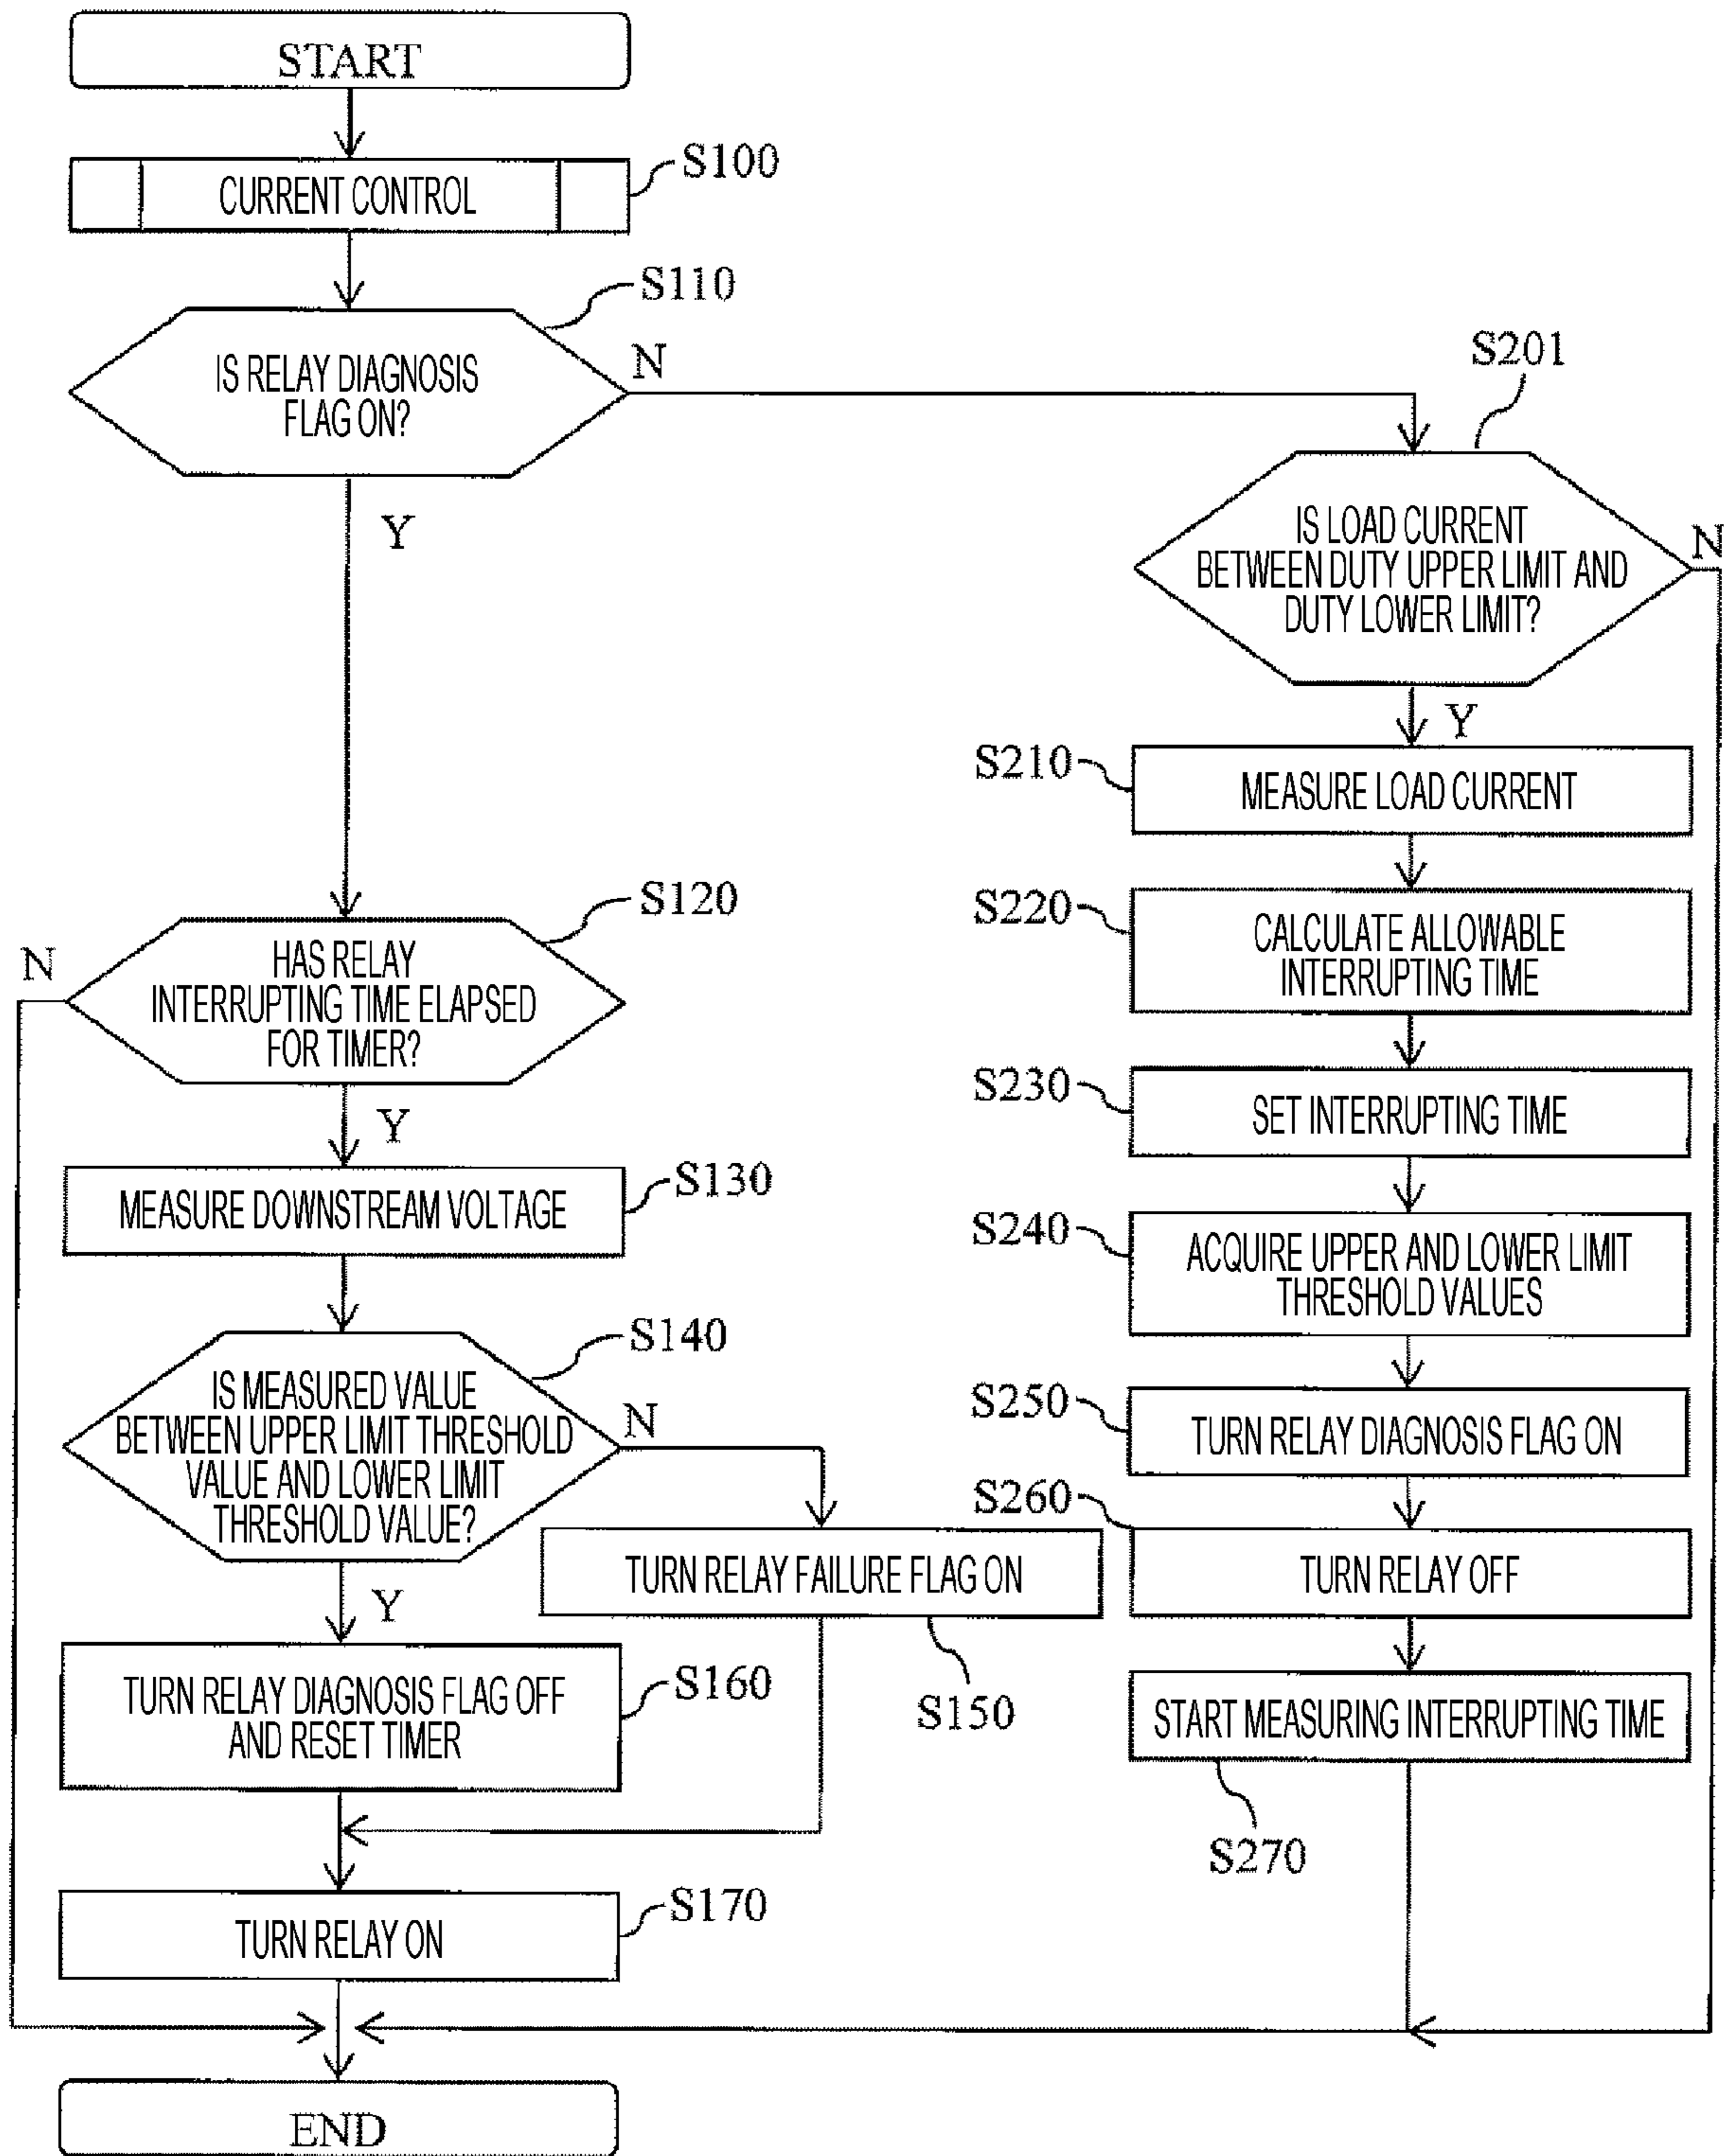 START
CURRENT CONTROL
S100
S110
IS RELAY DIAGNOSIS
FLAG ON?
N
Y
S201
IS LOAD CURRENT
BETWEEN DUTY UPPER LIMIT AND
DUTY LOWER LIMIT?
N
Y
S210
MEASURE LOAD CURRENT
S220
CALCULATE ALLOWABLE
INTERRUPTING TIME
S230
SET INTERRUPTING TIME
S240
ACQUIRE UPPER AND LOWER LIMIT
THRESHOLD VALUES
S250
TURN RELAY DIAGNOSIS FLAG ON
S260
TURN RELAY OFF
START MEASURING INTERRUPTING TIME
S270
S120
N
HAS RELAY
INTERRUPTING TIME ELAPSED
FOR TIMER?
Y
MEASURE DOWNSTREAM VOLTAGE
S130
S140
IS MEASURED VALUE
BETWEEN UPPER LIMIT THRESHOLD
VALUE AND LOWER LIMIT
THRESHOLD VALUE?
N
Y
TURN RELAY FAILURE FLAG ON
S150
TURN RELAY DIAGNOSIS FLAG OFF
AND RESET TIMER
S160
TURN RELAY ON
S170
END